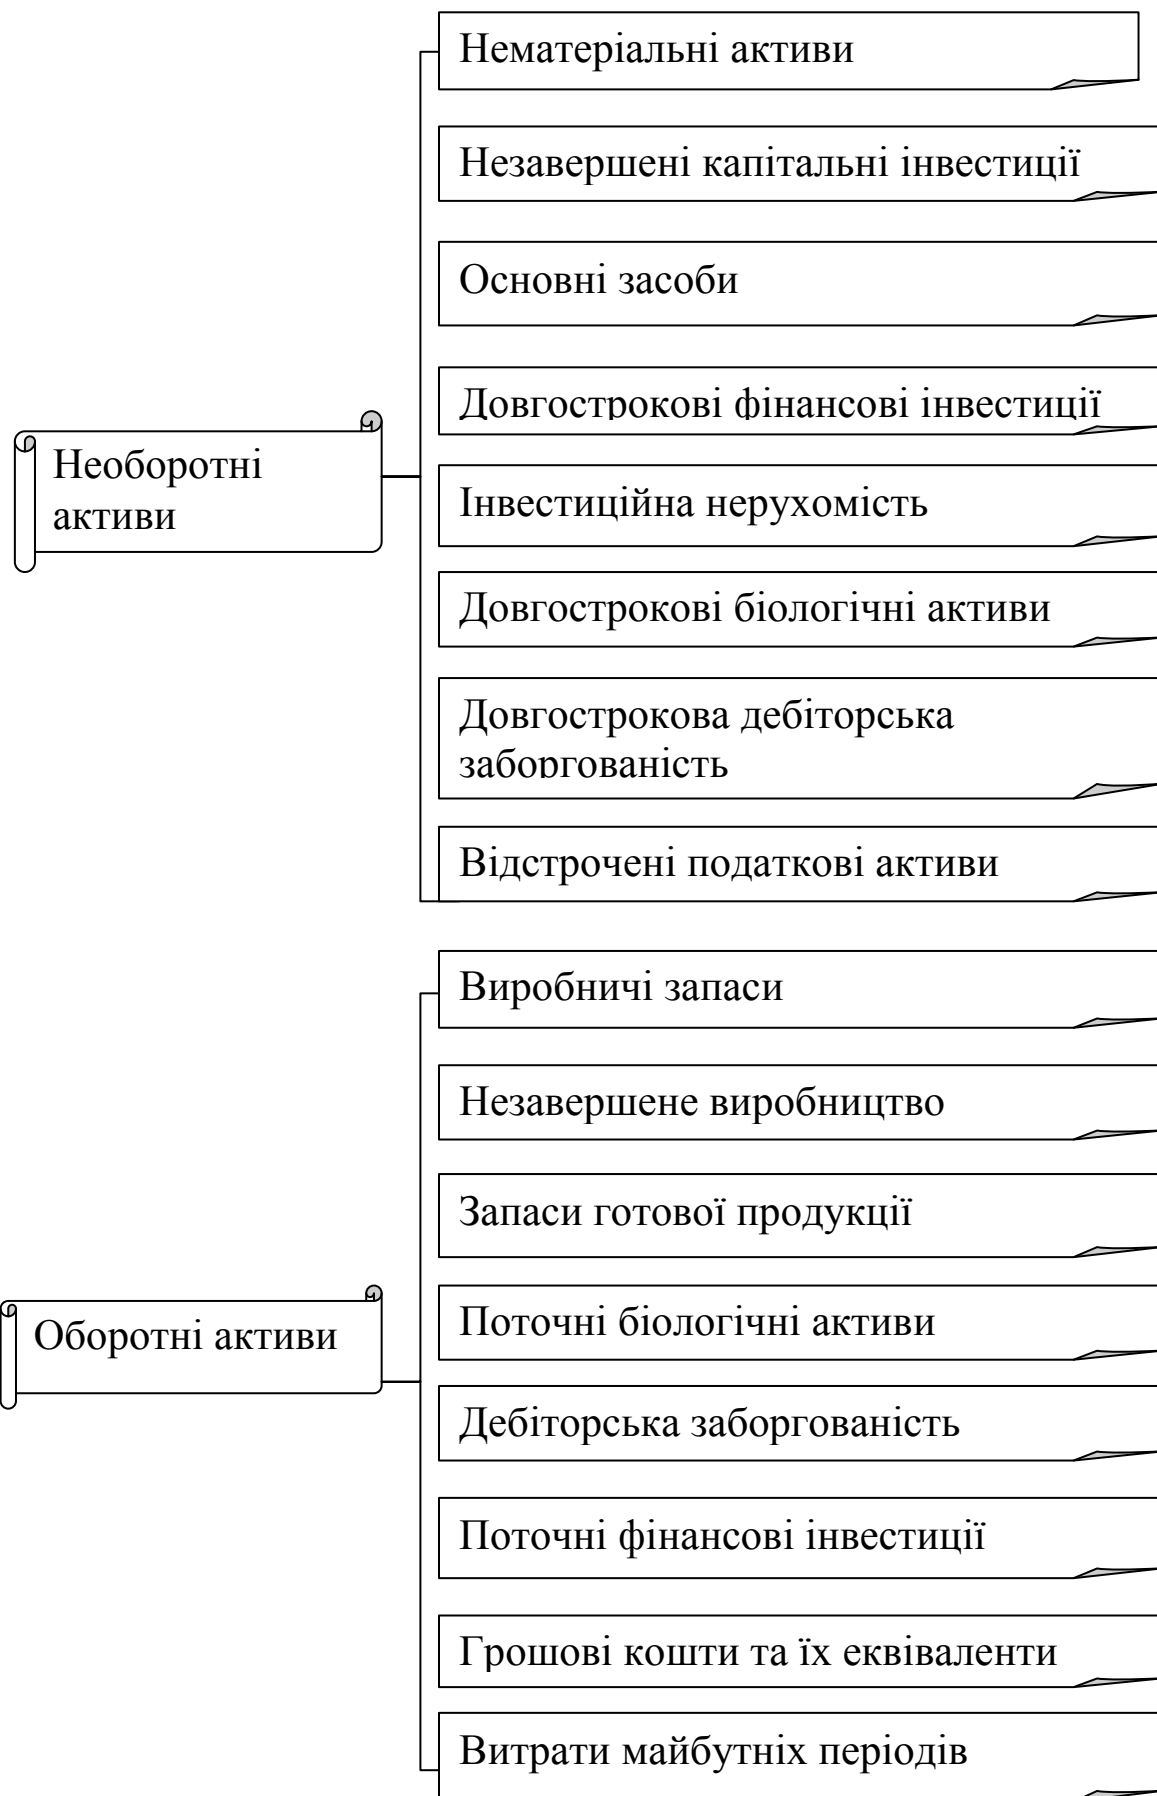 Нематеріальні активи
Незавершені капітальні інвестиції
Основні засоби
Довгострокові фінансові інвестиції
Необоротні
активи
Інвестиційна нерухомість
Довгострокові біологічні активи
Довгострокова дебіторська
заборгованість
Відстрочені податкові активи
Виробничі запаси
Незавершене виробництво
Запаси готової продукції
Оборотні активи
Поточні біологічні активи
Дебіторська заборгованість
Поточні фінансові інвестиції
Грошові кошти та їх еквіваленти
Витрати майбутніх періодів